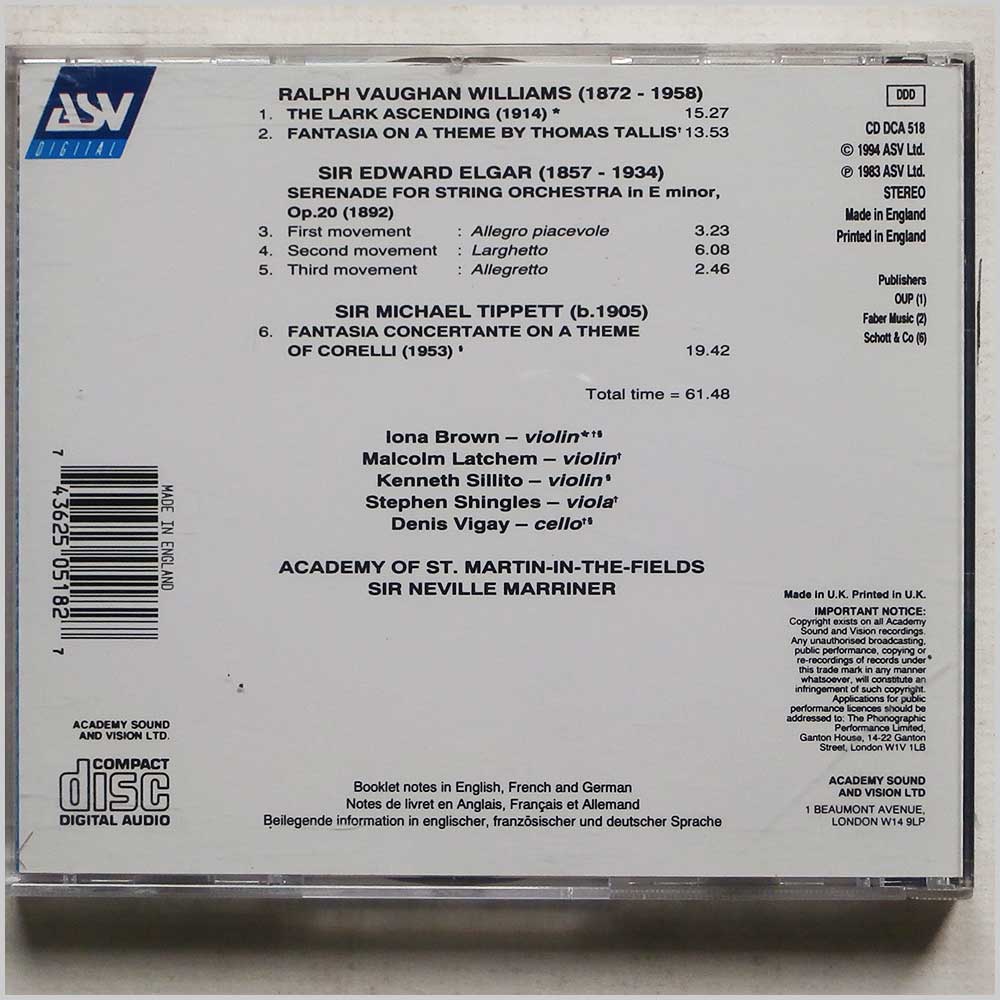 ASV
DIGITAL
RALPH VAUGHAN WILLIAMS (1872 - 1958)
1. THE LARK ASCENDING (1914) * 15.27
2. FANTASIA ON A THEME BY THOMAS TALLIS† 13.53
SIR EDWARD ELGAR (1857 - 1934)
SERENADE FOR STRING ORCHESTRA in E minor,
Op.20 (1892)
3. First movement : Allegro piacevole 3.23
4. Second movement : Larghetto 6.08
5. Third movement : Allegretto 2.46
SIR MICHAEL TIPPETT (b.1905)
6. FANTASIA CONCERTANTE ON A THEME
OF CORELLI (1953) § 19.42
Total time = 61.48
Iona Brown – violin*†§
Malcolm Latchem – violin†
Kenneth Sillito – violin§
Stephen Shingles – viola†
Denis Vigay – cello†§
ACADEMY OF ST. MARTIN-IN-THE-FIELDS
SIR NEVILLE MARRINER
DDD
CD DCA 518
© 1994 ASV Ltd.
℗ 1983 ASV Ltd.
STEREO
Made in England
Printed in England
Publishers
OUP (1)
Faber Music (2)
Schott & Co (6)
7 43625 05182 7
MADE IN ENGLAND
ACADEMY SOUND
AND VISION LTD.
COMPACT
disc
DIGITAL AUDIO
Booklet notes in English, French and German
Notes de livret en Anglais, Français et Allemand
Beilegende information in englischer, französischer und deutscher Sprache
Made in U.K. Printed in U.K.
IMPORTANT NOTICE:
Copyright exists on all Academy
Sound and Vision recordings.
Any unauthorised broadcasting,
public performance, copying or
re-recordings of records under
this trade mark in any manner
whatsoever, will constitute an
infringement of such copyright.
Applications for public
performance licences should be
addressed to: The Phonographic
Performance Limited,
Ganton House, 14-22 Ganton
Street, London W1V 1LB
ACADEMY SOUND
AND VISION LTD
1 BEAUMONT AVENUE,
LONDON W14 9LP